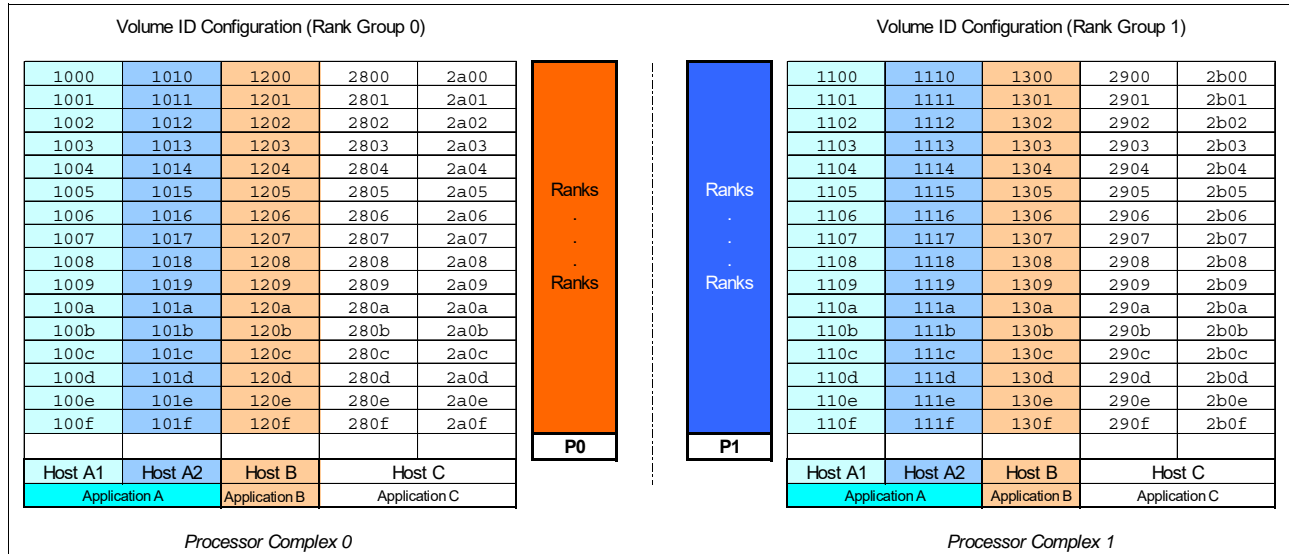 Volume ID Configuration (Rank Group 0) Volume ID Configuration (Rank Group 1)
1000 1010 1200 2800 2a00 1100 1110 1300 2900 2b00
1001 1011 1201 2801 2a01 1101 1111 1301 2901 2b01
1002 1012 1202 2802 2a02 1102 1112 1302 2902 2b02
1003 1013 1203 2803 2a03 1103 1113 1303 2903 2b03
1004 1014 1204 2804 2a04 1104 1114 1304 2904 2b04
1005 1015 1205 2805 2a05 Ranks Ranks 1105 1115 1305 2905 2b05
1006 1016 1206 2806 2a06 . . 1106 1116 1306 2906 2b06
1007 1017 1207 2807 2a07 . . 1107 1117 1307 2907 2b07
1008 1018 1208 2808 2a08 . . 1108 1118 1308 2908 2b08
1009 1019 1209 2809 2a09 Ranks Ranks 1109 1119 1309 2909 2b09
100a 101a 120a 280a 2a0a 110a 111a 130a 290a 2b0a
100b 101b 120b 280b 2a0b 110b 111b 130b 290b 2b0b
100c 101c 120c 280c 2a0c 110c 111c 130c 290c 2b0c
100d 101d 120d 280d 2a0d 110d 111d 130d 290d 2b0d
100e 101e 120e 280e 2a0e 110e 111e 130e 290e 2b0e
100f 101f 120f 280f 2a0f 110f 111f 130f 290f 2b0f
P0 P1
Host A1 Host A2 Host B Host C Host A1 Host A2 Host B Host C
Application A Application B Application C Application A Application B Application C
Processor Complex 0 Processor Complex 1